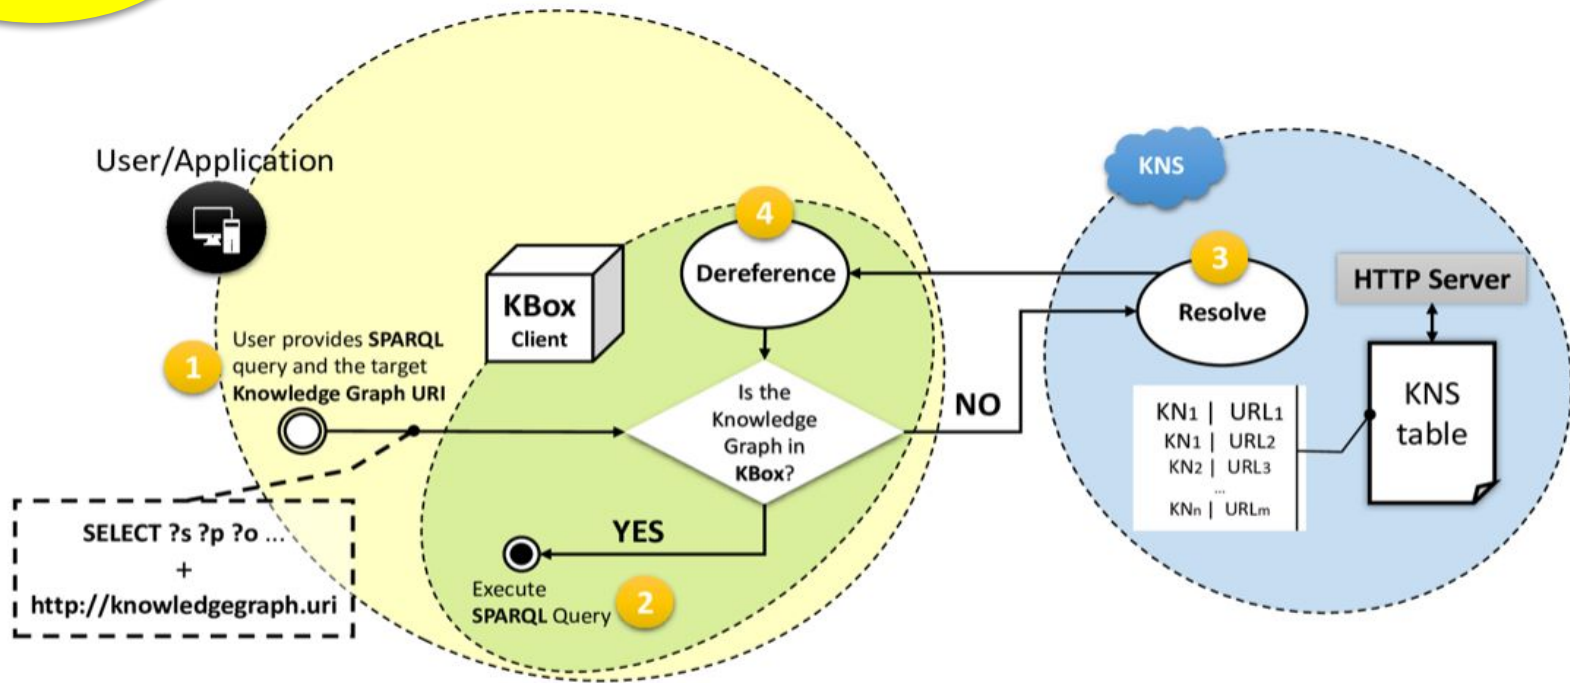 User/Application
KNS
4
Dereference
3
Resolve
HTTP Server
KBox
Client
1
User provides SPARQL
query and the target
Knowledge Graph URI
Is the
Knowledge
Graph in
KBox?
NO
KN1 | URL1
KN1 | URL2
KN2 | URL3
...
KNn | URLm
KNS
table
SELECT ?s ?p ?o ...
+
http://knowledgegraph.uri
YES
Execute
SPARQL Query
2